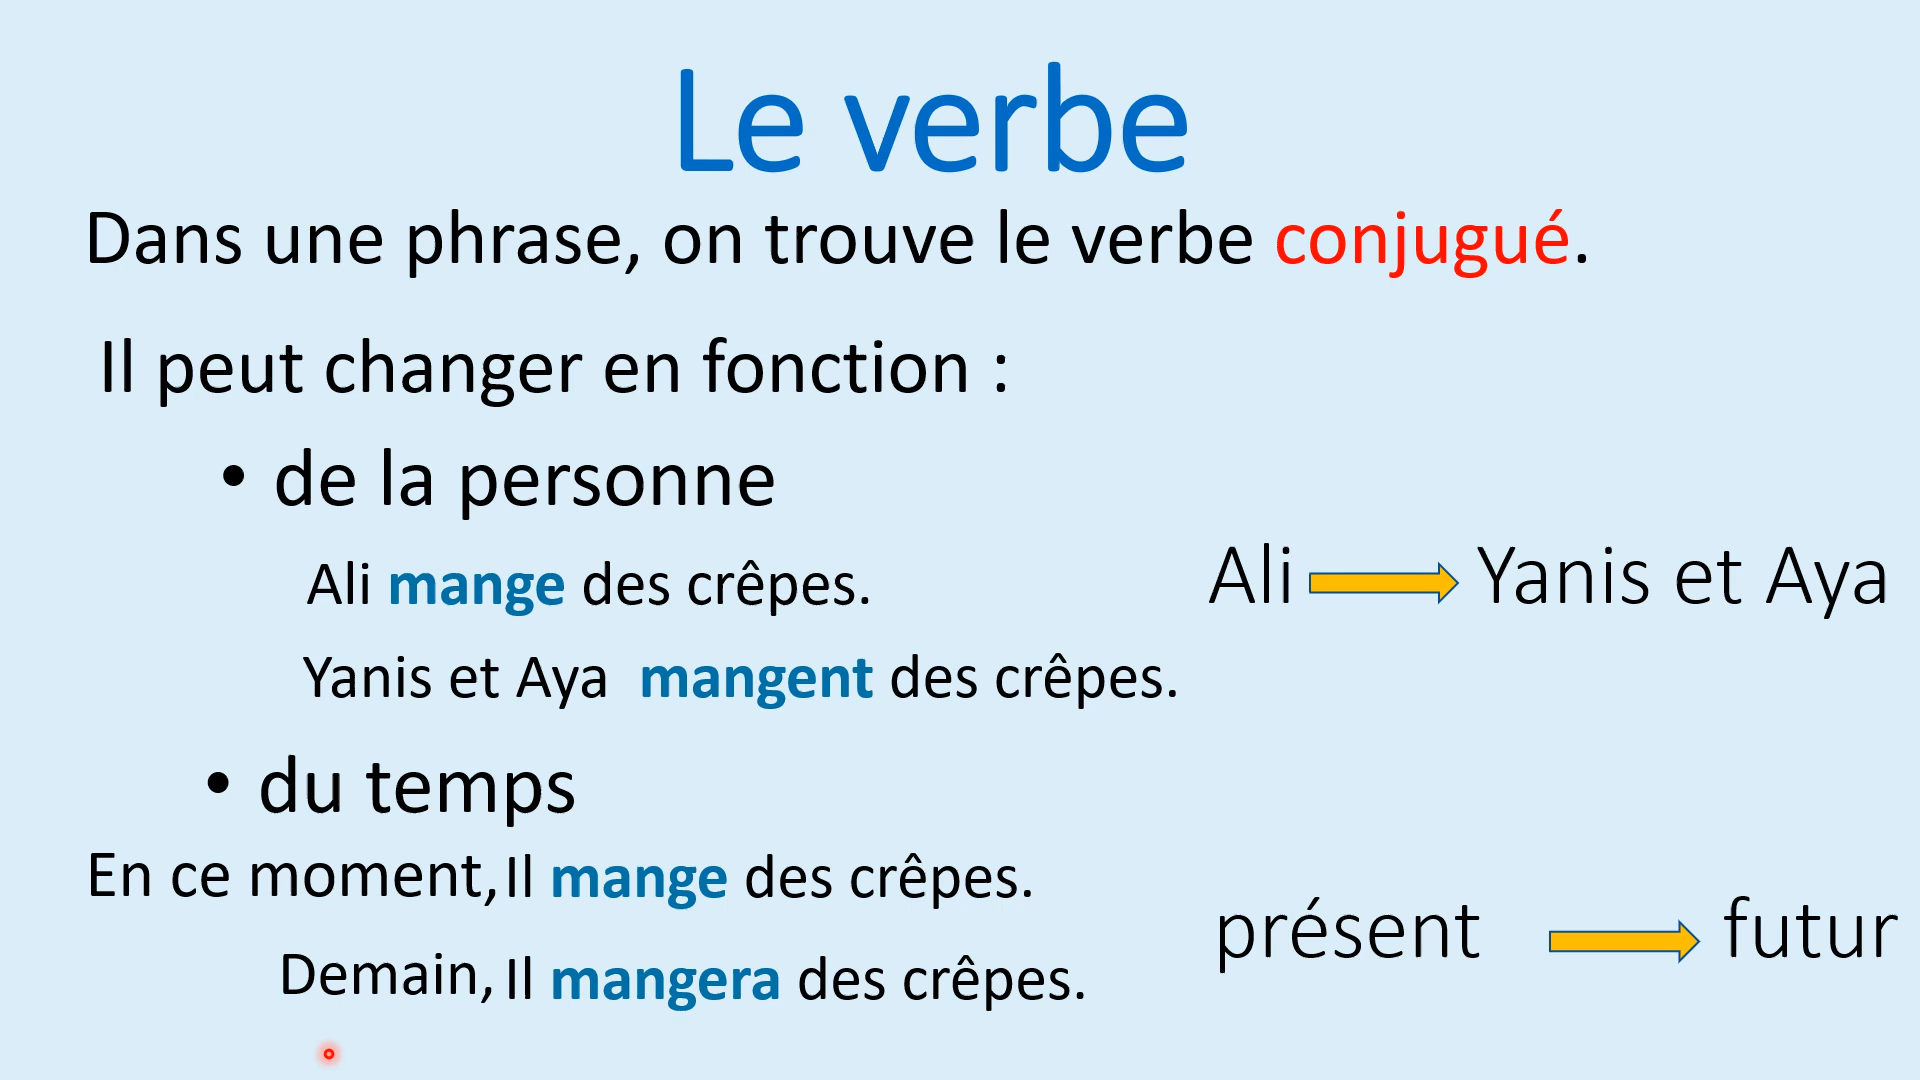 Le verbe
Dans une phrase, on trouve le verbe conjugué.
Il peut changer en fonction :
• de la personne
Ali mange des crêpes.
Ali Yanis et Aya
Yanis et Aya mangent des crêpes.
• du temps
En ce moment, Il mange des crêpes.
présent futur
Demain, Il mangera des crêpes.